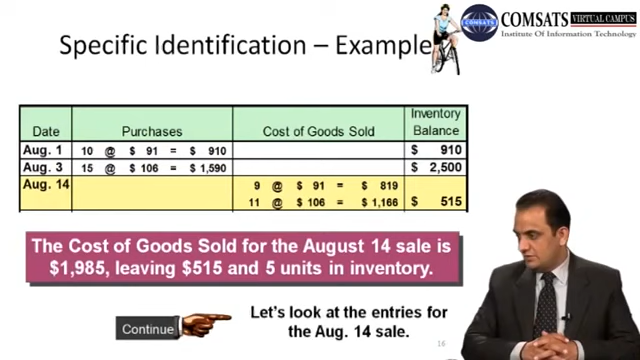 COMSATS VIRTUAL CAMPUS
Institute Of Information Technology
Specific Identification – Example
Date Purchases Cost of Goods Sold Inventory Balance
Aug. 1 10 @ $ 91 = $ 910 $ 910
Aug. 3 15 @ $ 106 = $ 1,590 $ 2,500
Aug. 14 9 @ $ 91 = $ 819
11 @ $ 106 = $ 1,166 $ 515
The Cost of Goods Sold for the August 14 sale is
$1,985, leaving $515 and 5 units in inventory.
Continue
Let's look at the entries for
the Aug. 14 sale.
16